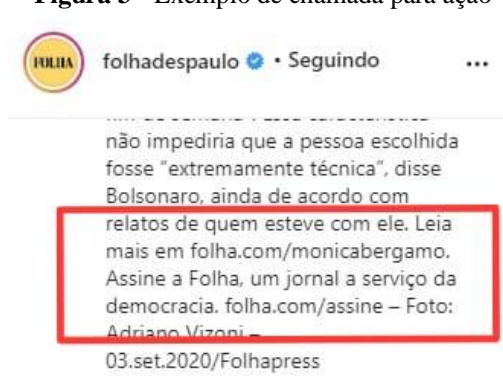 Figura 3 - Exemplo de chamada para ação
FOLHA
folhadespaulo • Seguindo
não impediria que a pessoa escolhida
fosse "extremamente técnica", disse
Bolsonaro, ainda de acordo com
relatos de quem esteve com ele. Leia
mais em folha.com/monicabergamo.
Assine a Folha, um jornal a serviço da
democracia. folha.com/assine – Foto:
Adriano Vizoni –
03.set.2020/Folhapress